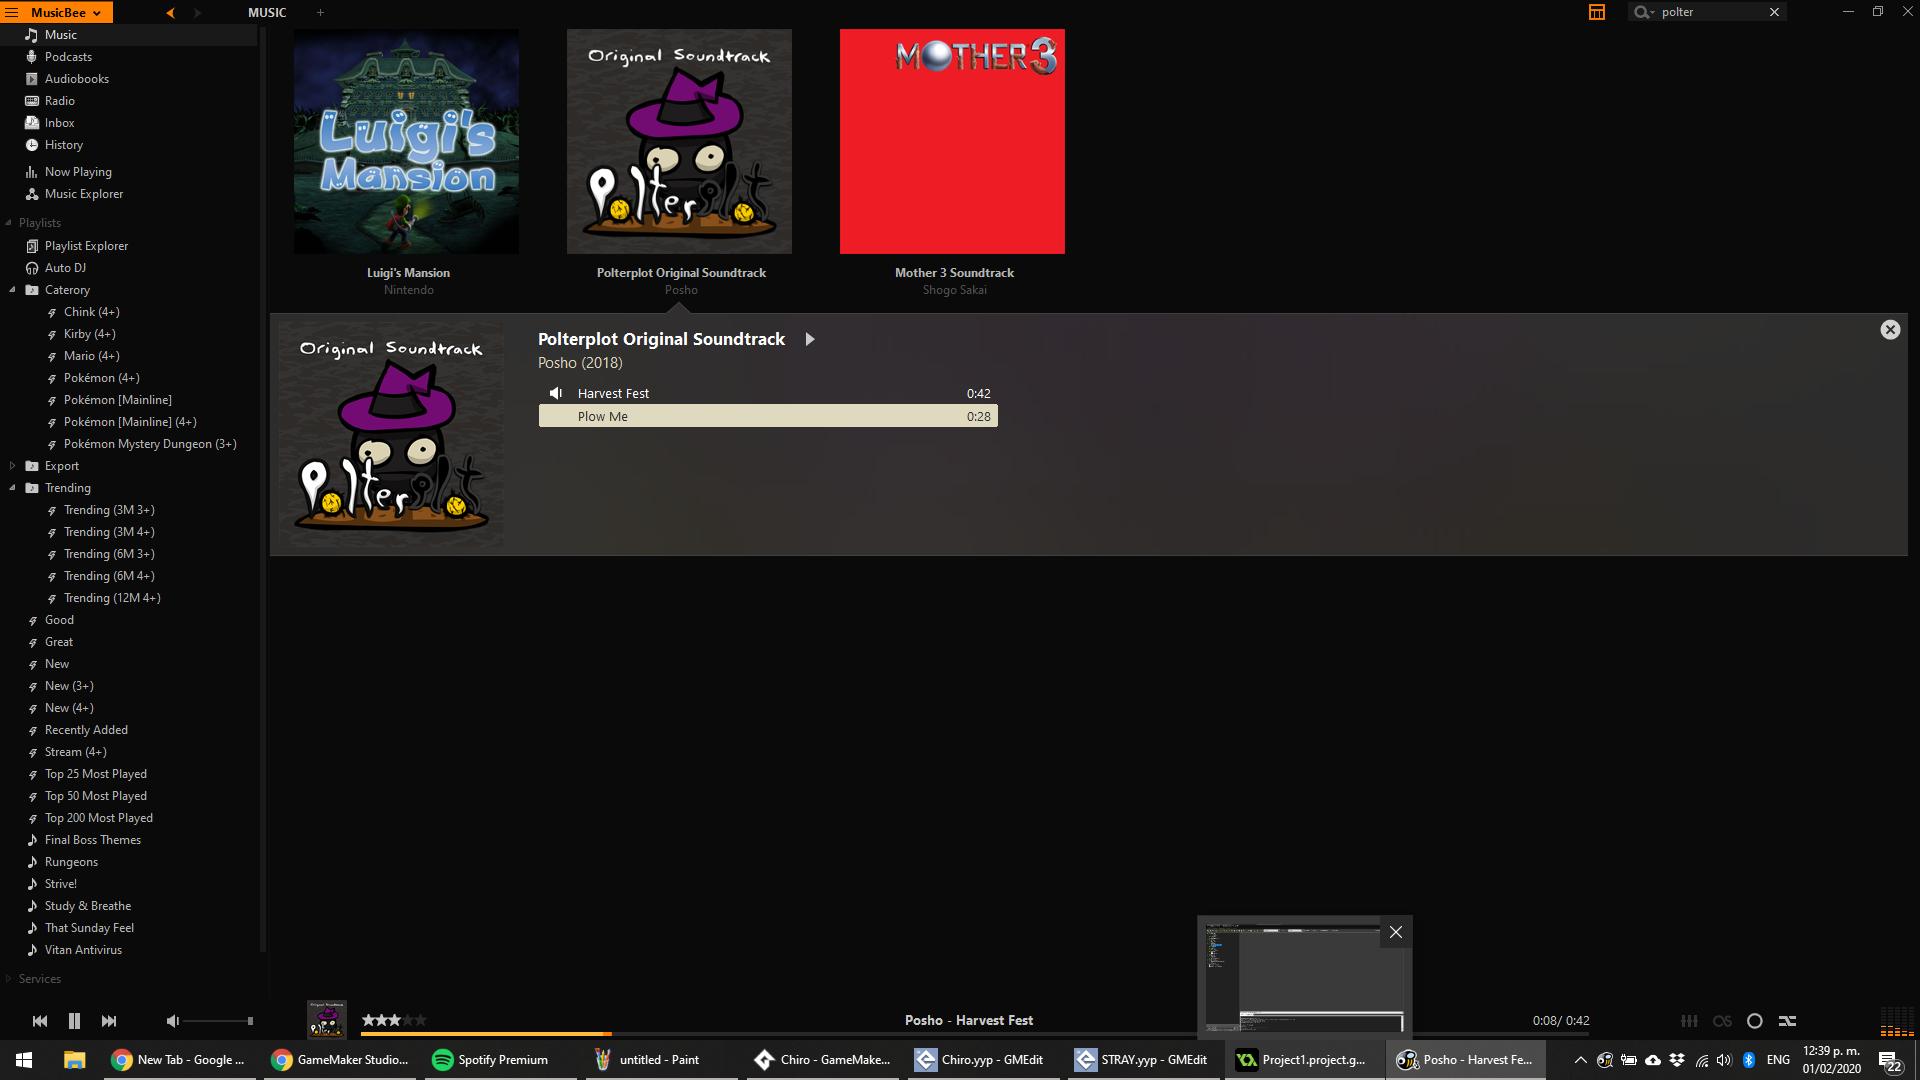 MusicBee
MUSIC
+
polter
Music
Podcasts
Audiobooks
Radio
Inbox
History
Now Playing
Music Explorer
Playlists
Playlist Explorer
Auto DJ
Caterory
Chink (4+)
Kirby (4+)
Mario (4+)
Pokémon (4+)
Pokémon [Mainline]
Pokémon [Mainline] (4+)
Pokémon Mystery Dungeon (3+)
Export
Trending
Trending (3M 3+)
Trending (3M 4+)
Trending (6M 3+)
Trending (6M 4+)
Trending (12M 4+)
Good
Great
New
New (3+)
New (4+)
Recently Added
Stream (4+)
Top 25 Most Played
Top 50 Most Played
Top 200 Most Played
Final Boss Themes
Rungeons
Strive!
Study & Breathe
That Sunday Feel
Vitan Antivirus
Services
Luigi's
Mansion
Original Soundtrack
Polterplot
MOTHER 3
Luigi's Mansion
Nintendo
Polterplot Original Soundtrack
Posho
Mother 3 Soundtrack
Shogo Sakai
Original Soundtrack
Polterplot
Polterplot Original Soundtrack
Posho (2018)
Harvest Fest 0:42
Plow Me 0:28
Posho - Harvest Fest
0:08/ 0:42
New Tab - Google ...
GameMaker Studio...
Spotify Premium
untitled - Paint
Chiro - GameMake...
Chiro.yyp - GMEdit
STRAY.yyp - GMEdit
Project1.project.g...
Posho - Harvest Fe...
ENG
12:39 p. m.
01/02/2020
22